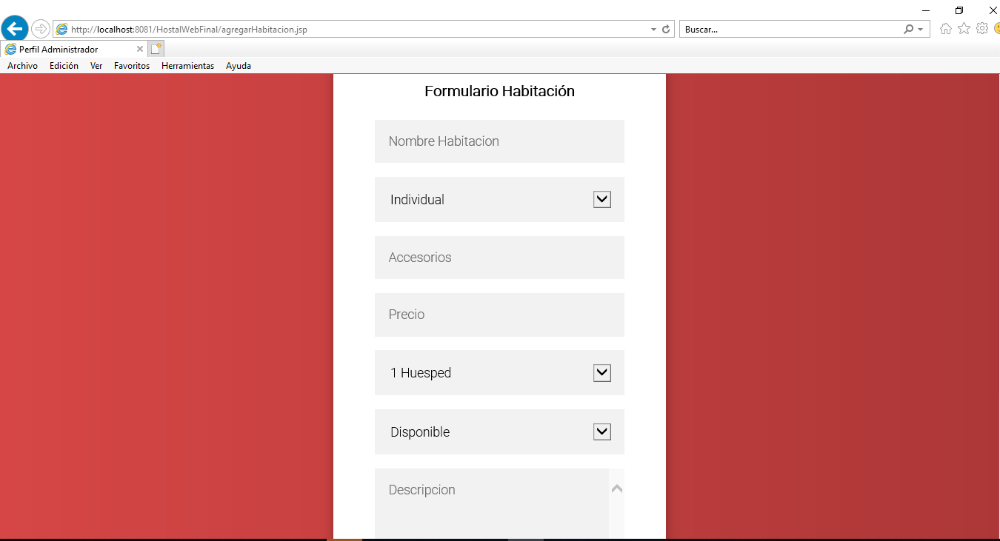 http://localhost:8081/HostalWebFinal/agregarHabitacion.jsp
Buscar...
Perfil Administrador
Archivo Edición Ver Favoritos Herramientas Ayuda
Formulario Habitación
Nombre Habitacion
Individual
Accesorios
Precio
1 Huesped
Disponible
Descripcion